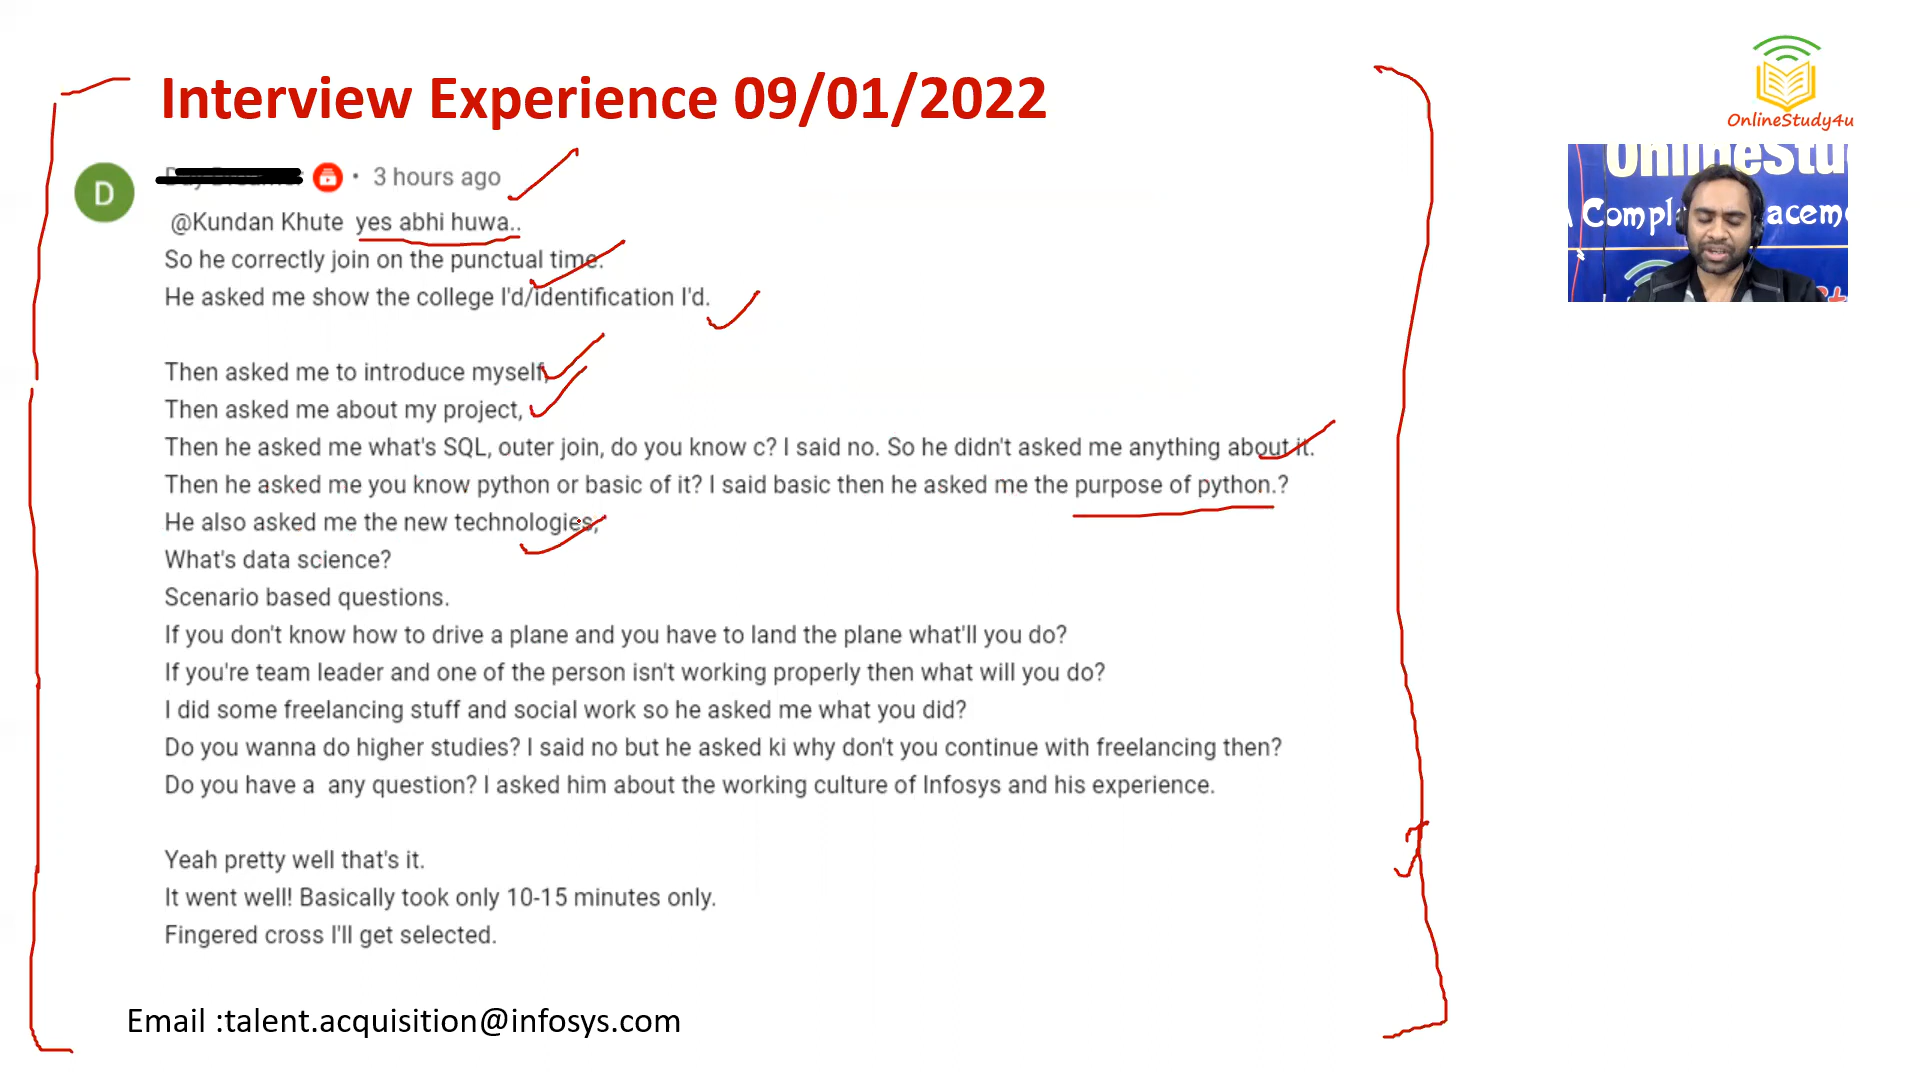 Interview Experience 09/01/2022
OnlineStudy4u
D
• 3 hours ago
@Kundan Khute yes abhi huwa..
So he correctly join on the punctual time.
He asked me show the college I'd/identification I'd.
Then asked me to introduce myself,
Then asked me about my project,
Then he asked me what's SQL, outer join, do you know c? I said no. So he didn't asked me anything about it.
Then he asked me you know python or basic of it? I said basic then he asked me the purpose of python.?
He also asked me the new technologies,
What's data science?
Scenario based questions.
If you don't know how to drive a plane and you have to land the plane what'll you do?
If you're team leader and one of the person isn't working properly then what will you do?
I did some freelancing stuff and social work so he asked me what you did?
Do you wanna do higher studies? I said no but he asked ki why don't you continue with freelancing then?
Do you have a any question? I asked him about the working culture of Infosys and his experience.
Yeah pretty well that's it.
It went well! Basically took only 10-15 minutes only.
Fingered cross I'll get selected.
Email :talent.acquisition@infosys.com